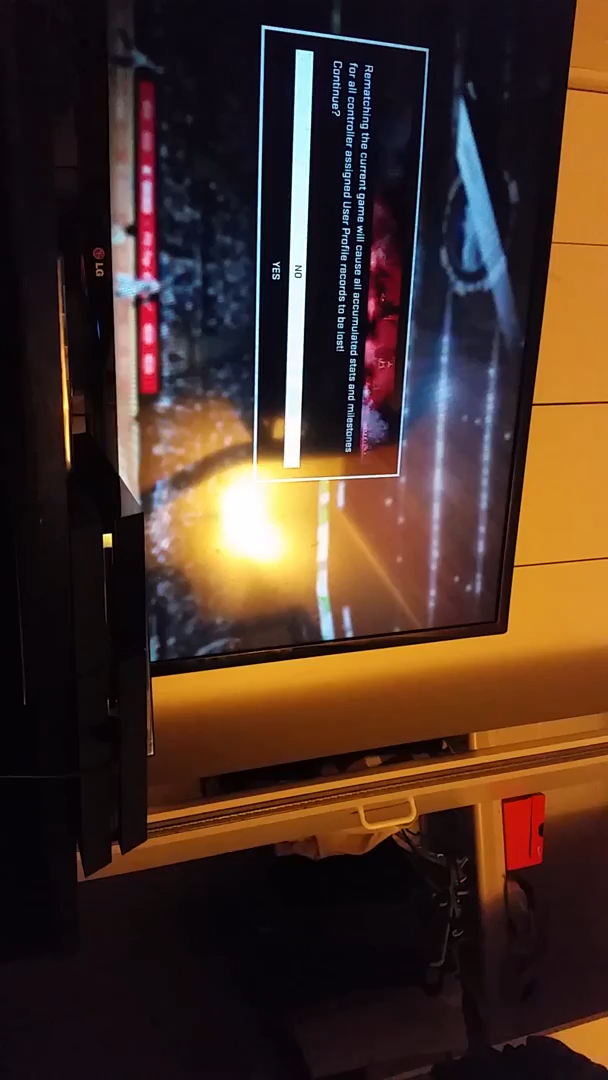 Rematching the current game will cause all accumulated stats and milestones
for all controller assigned User Profile records to be lost!
Continue?
NO
YES
LG